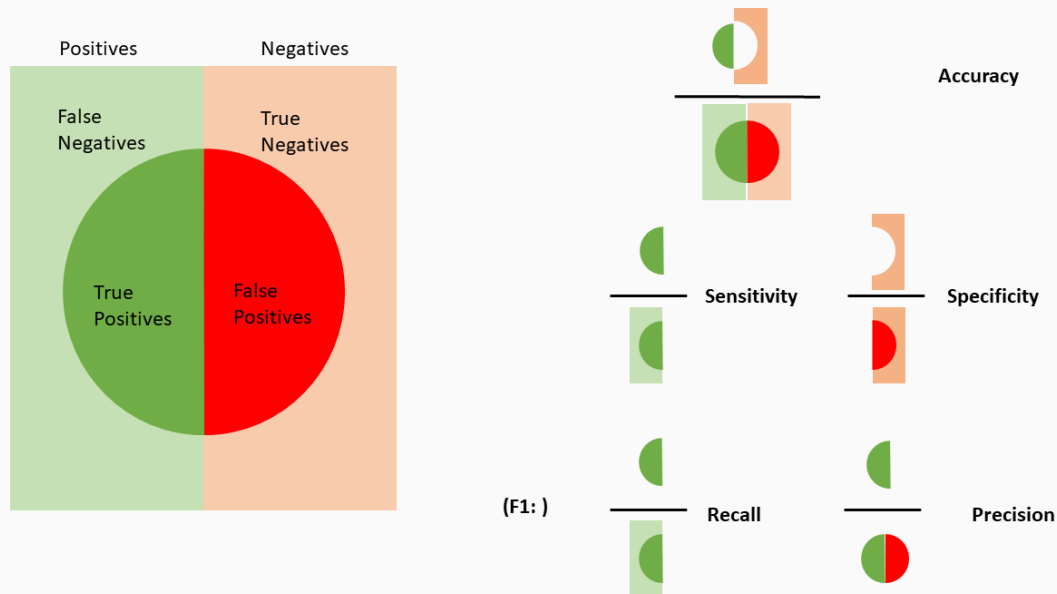 Positives
Negatives
False
Negatives
True
Negatives
True
Positives
False
Positives
Accuracy
Sensitivity
Specificity
(F1: )
Recall
Precision